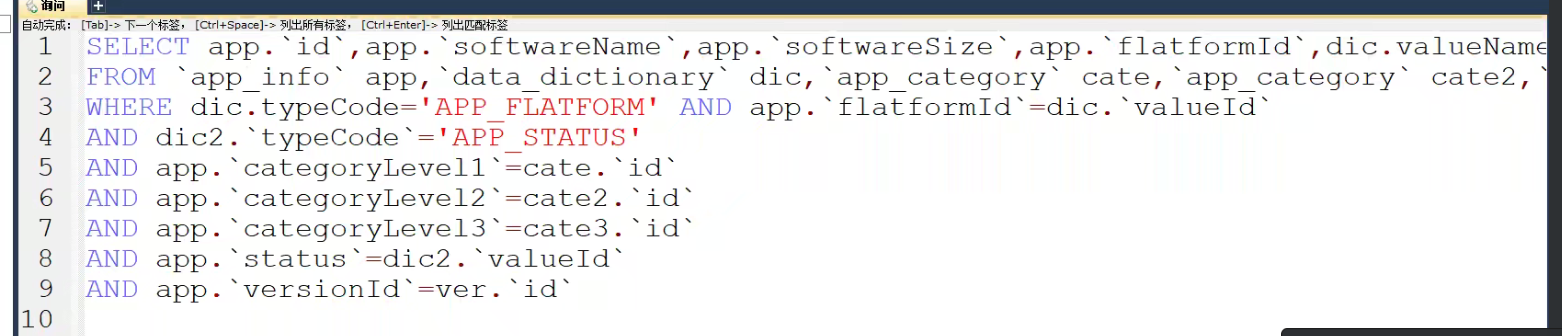 询问
自动完成: [Tab]-> 下一个标签, [Ctrl+Space]-> 列出所有标签, [Ctrl+Enter]-> 列出匹配标签
1 SELECT app.`id`,app.`softwareName`,app.`softwareSize`,app.`flatformId`,dic.valueName
2 FROM `app_info` app,`data_dictionary` dic,`app_category` cate,`app_category` cate2,`
3 WHERE dic.typeCode='APP_FLATFORM' AND app.`flatformId`=dic.`valueId`
4 AND dic2.`typeCode`='APP_STATUS'
5 AND app.`categoryLevel1`=cate.`id`
6 AND app.`categoryLevel2`=cate2.`id`
7 AND app.`categoryLevel3`=cate3.`id`
8 AND app.`status`=dic2.`valueId`
9 AND app.`versionId`=ver.`id`
10